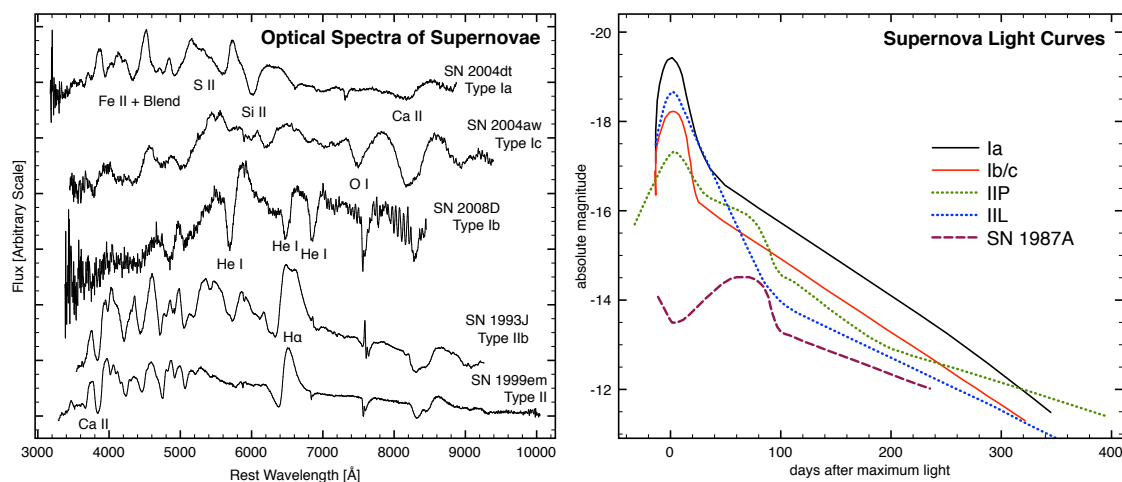 Optical Spectra of Supernovae
SN 2004dt
Type Ia
Fe II + Blend
S II
Si II
Ca II
SN 2004aw
Type Ic
O I
SN 2008D
Type Ib
He I
He I
He I
SN 1993J
Type IIb
Hα
SN 1999em
Type II
Ca II
Flux [Arbitrary Scale]
3000 4000 5000 6000 7000 8000 9000 10000
Rest Wavelength [Å]
Supernova Light Curves
-20
-18
-16
-14
-12
absolute magnitude
Ia
Ib/c
IIP
IIL
SN 1987A
0 100 200 300 400
days after maximum light